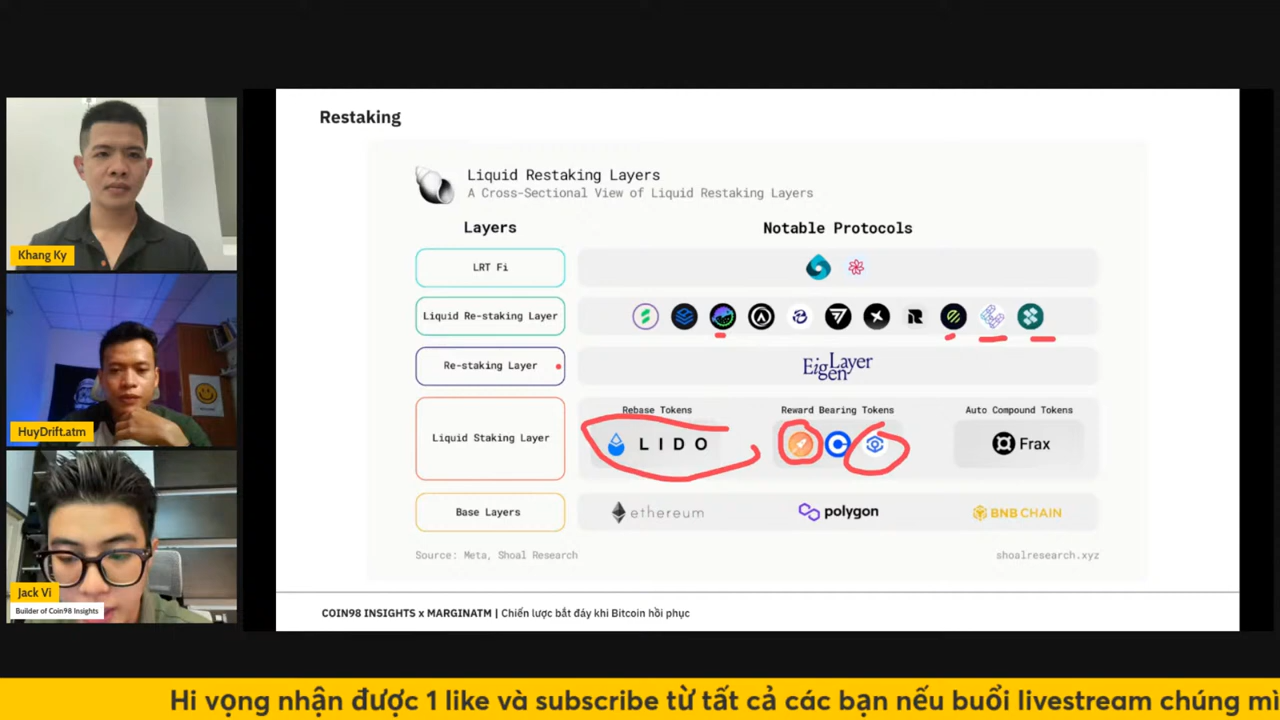 Restaking
Liquid Restaking Layers
A Cross-Sectional View of Liquid Restaking Layers
Layers
Notable Protocols
LRT Fi
Liquid Re-staking Layer
Re-staking Layer
EigenLayer
Liquid Staking Layer
Rebase Tokens
Reward Bearing Tokens
Auto Compound Tokens
LIDO
Frax
Base Layers
ethereum
polygon
BNB CHAIN
Source: Meta, Shoal Research
shoalresearch.xyz
COIN98 INSIGHTS x MARGINATM | Chiến lược bắt đáy khi Bitcoin hồi phục
Khang Ky
HuyDrift.atm
Jack Vi
Builder of Coin98 Insights
Hi vọng nhận được 1 like và subscribe từ tất cả các bạn nếu buổi livestream chúng mì